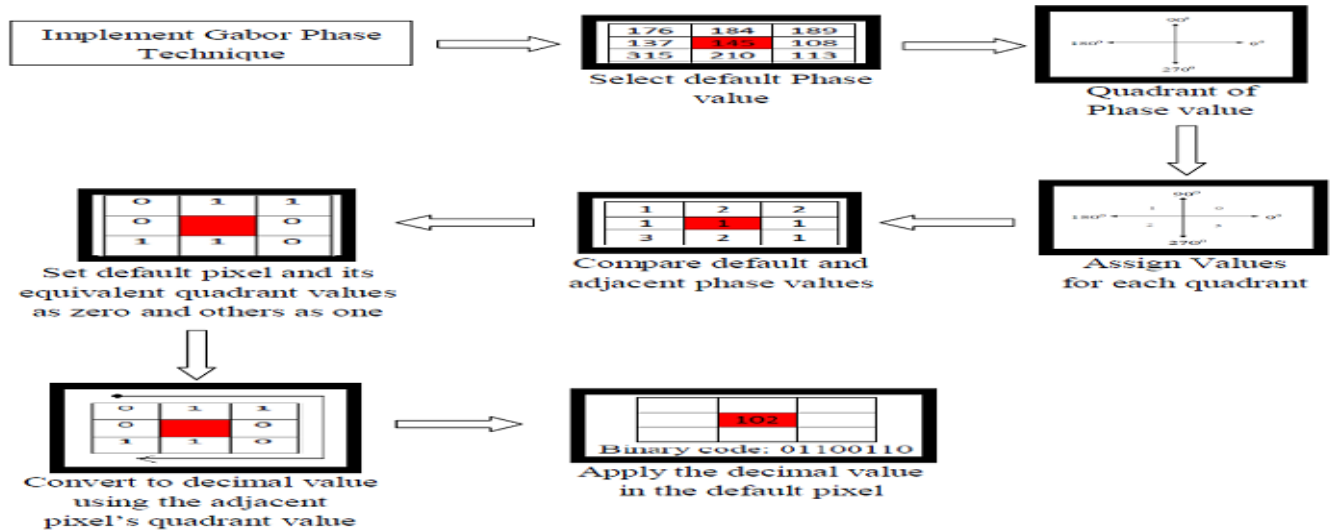 Implement Gabor Phase
Technique
176 184 189
137 145 108
315 210 113
Select default Phase
value
90°
180° 0°
270°
Quadrant of
Phase value
90°
1 0
180° 0°
2 3
270°
Assign Values
for each quadrant
1 2 2
1 1 1
3 2 1
Compare default and
adjacent phase values
0 1 1
0 0
1 1 0
Set default pixel and its
equivalent quadrant values
as zero and others as one
0 1 1
0 0
1 1 0
Convert to decimal value
using the adjacent
pixel's quadrant value
102
Binary code: 01100110
Apply the decimal value
in the default pixel